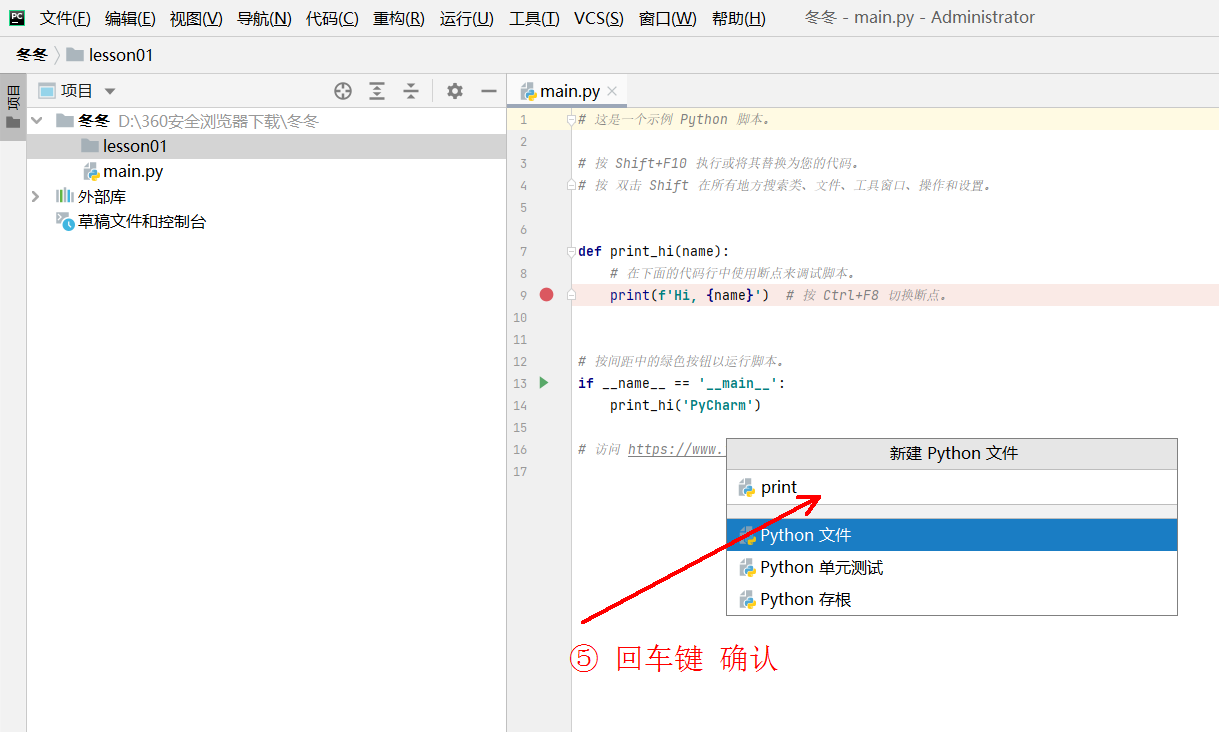 PC 文件(F) 编辑(E) 视图(V) 导航(N) 代码(C) 重构(R) 运行(U) 工具(T) VCS(S) 窗口(W) 帮助(H) 冬冬 - main.py - Administrator
冬冬 lesson01
项目
项目
main.py
冬冬 D:\360安全浏览器下载\冬冬
lesson01
main.py
外部库
草稿文件和控制台
1 # 这是一个示例 Python 脚本。
2
3 # 按 Shift+F10 执行或将其替换为您的代码。
4 # 按 双击 Shift 在所有地方搜索类、文件、工具窗口、操作和设置。
5
6
7 def print_hi(name):
8 # 在下面的代码行中使用断点来调试脚本。
9 print(f'Hi, {name}') # 按 Ctrl+F8 切换断点。
10
11
12 # 按间距中的绿色按钮以运行脚本。
13 if __name__ == '__main__':
14 print_hi('PyCharm')
15
16 # 访问 https://www.
17
新建 Python 文件
print
Python 文件
Python 单元测试
Python 存根
⑤ 回车键 确认